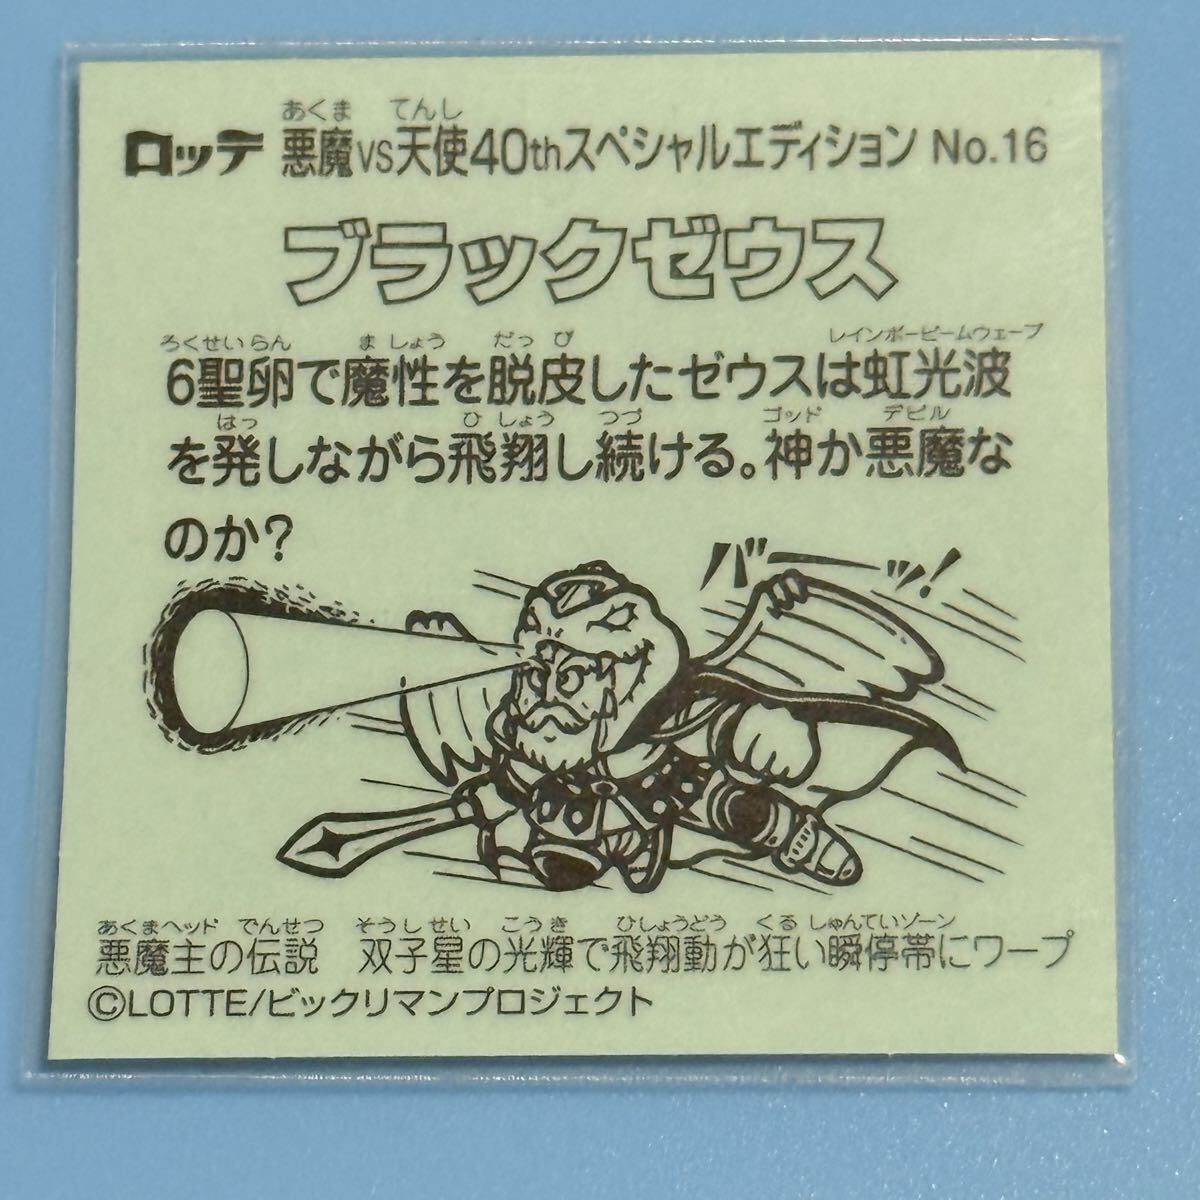 あくま てんし
ロッテ 悪魔VS天使40thスペシャルエディション No.16
ブラックゼウス
ろくせいらん ましょう だっぴ レインボービームウェーブ
6聖卵で魔性を脱皮したゼウスは虹光波
はっ ひしょう つづ ゴッド デビル
を発しながら飛翔し続ける。神か悪魔な
のか?
バーッ!
あくまヘッド でんせつ そうしせい こうき ひしょうどう くる しゅんていゾーン
悪魔主の伝説 双子星の光輝で飛翔動が狂い瞬停帯にワープ
©LOTTE/ビックリマンプロジェクト